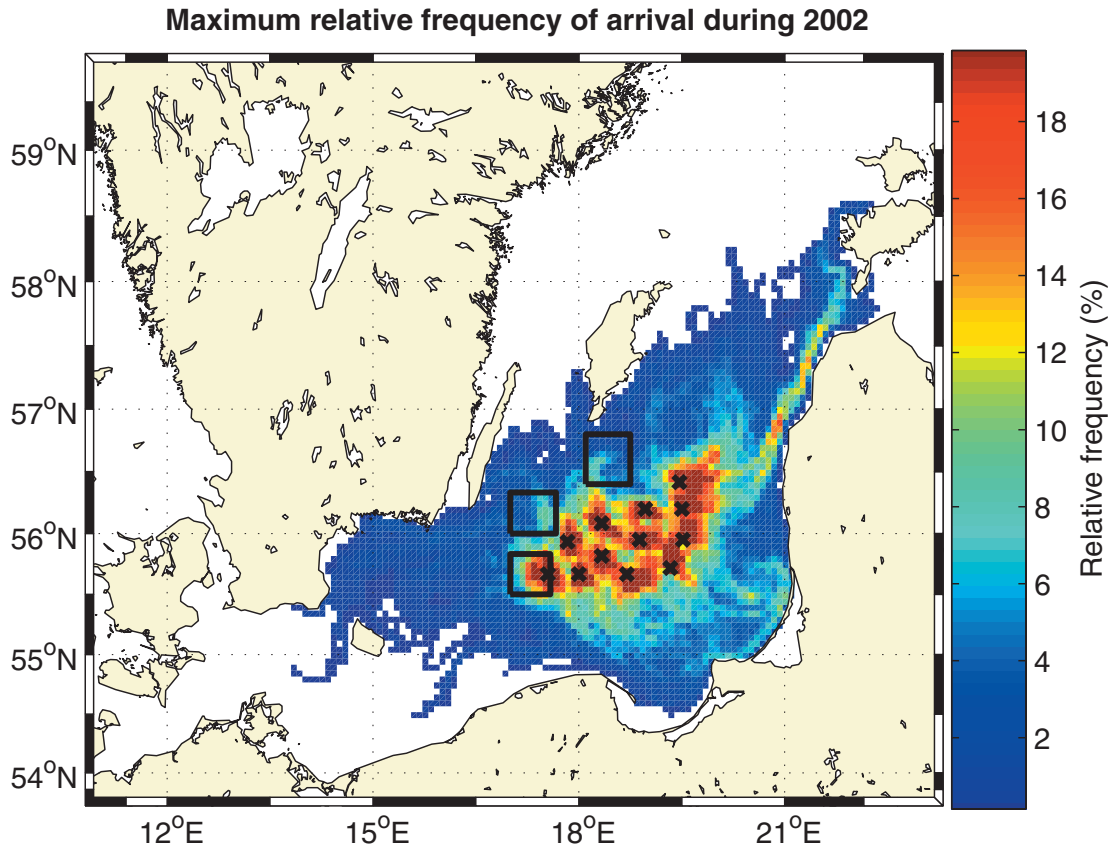 Maximum relative frequency of arrival during 2002
59°N
58°N
57°N
56°N
55°N
54°N
12°E
15°E
18°E
21°E
18
16
14
12
10
8
6
4
2
Relative frequency (%)